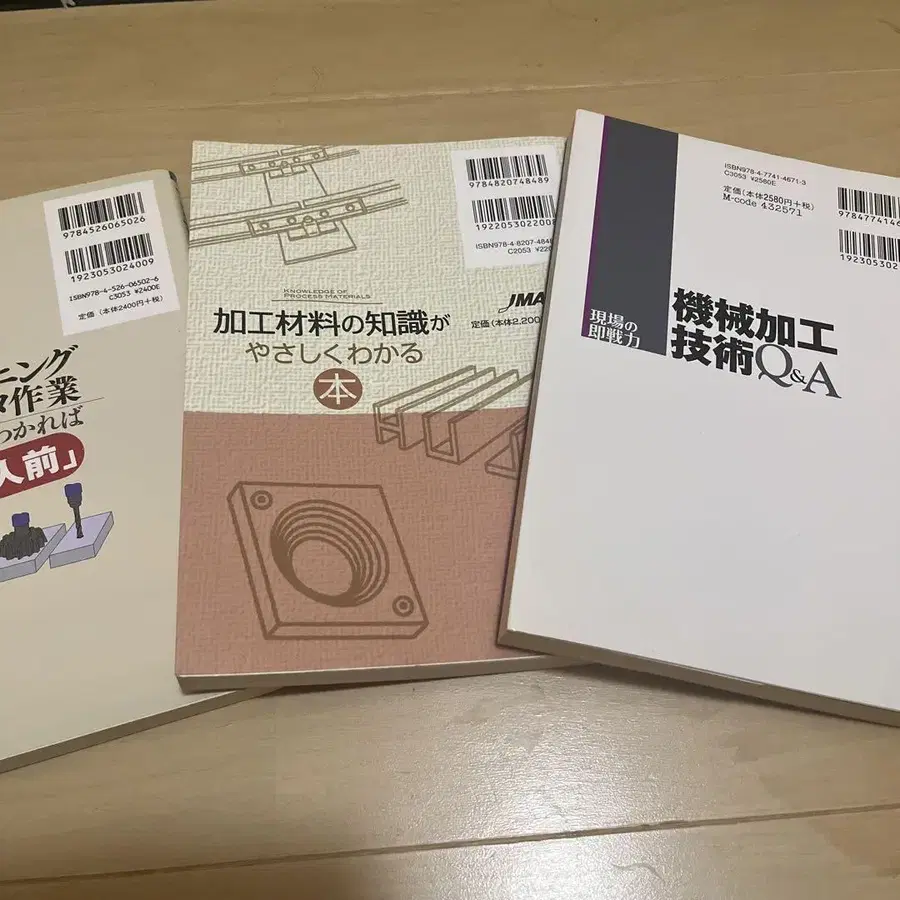 9784526065026
1923053024009
ISBN978-4-526-06502-6
C3053 ¥2400E
定価（本体2400円+税）
ニング
作業
わかれば
人前」
9784820748489
1922053022002
ISBN978-4-8207-484
C2053 ¥220
KNOWLEDGE OF
PROCESS MATERIALS
JMA
定価（本体2,200
加工材料の知識が
やさしくわかる
本
ISBN978-4-7741-4671-3
C3053 ¥2580E
定価（本体2580円+税）
M-code 432571
9784774146
192305302
現場の
即戦力
機械加工
技術Q&A